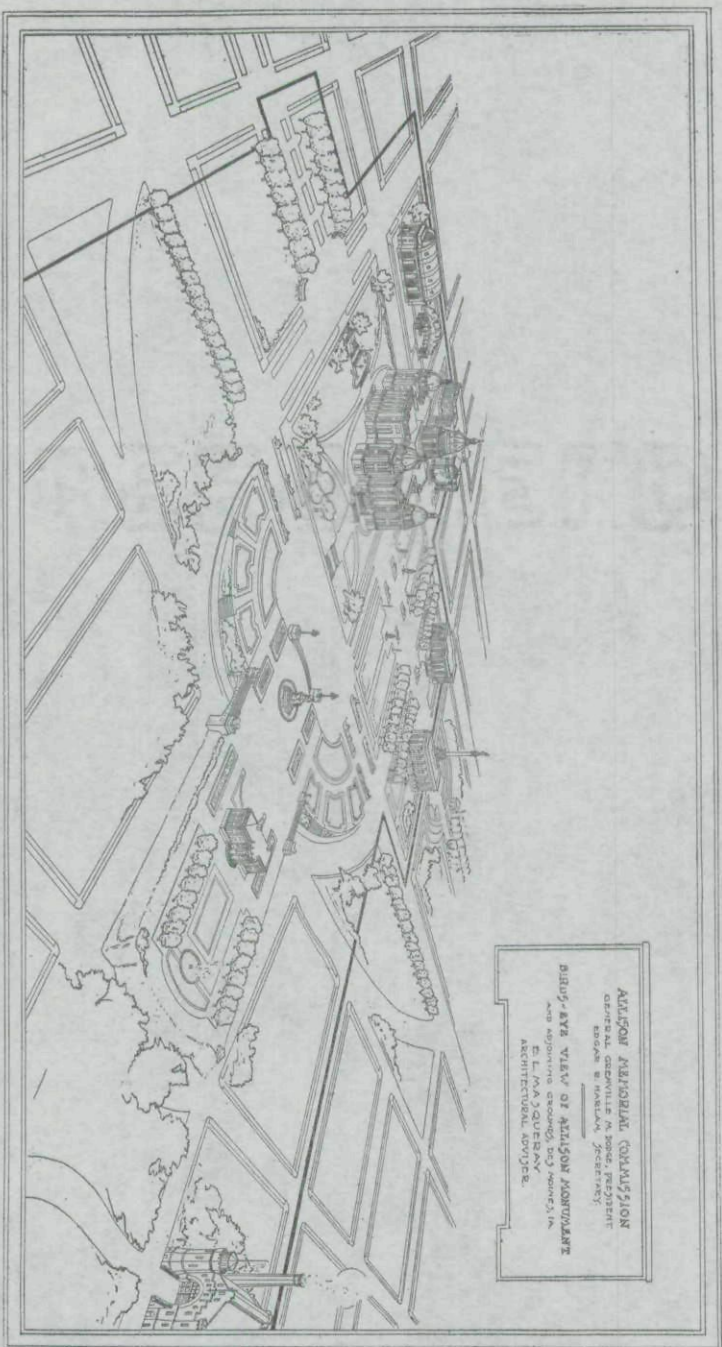 ALLISON MEMORIAL COMMISSION
GENERAL GRENVILLE M. DODGE, PRESIDENT
EDGAR R. HARLAN, SECRETARY.
BIRDS-EYE VIEW OF ALLISON MONUMENT
AND ADJOINING GROUNDS, DES MOINES, IA.
E. L. MASQUERAY
ARCHITECTURAL ADVISER.